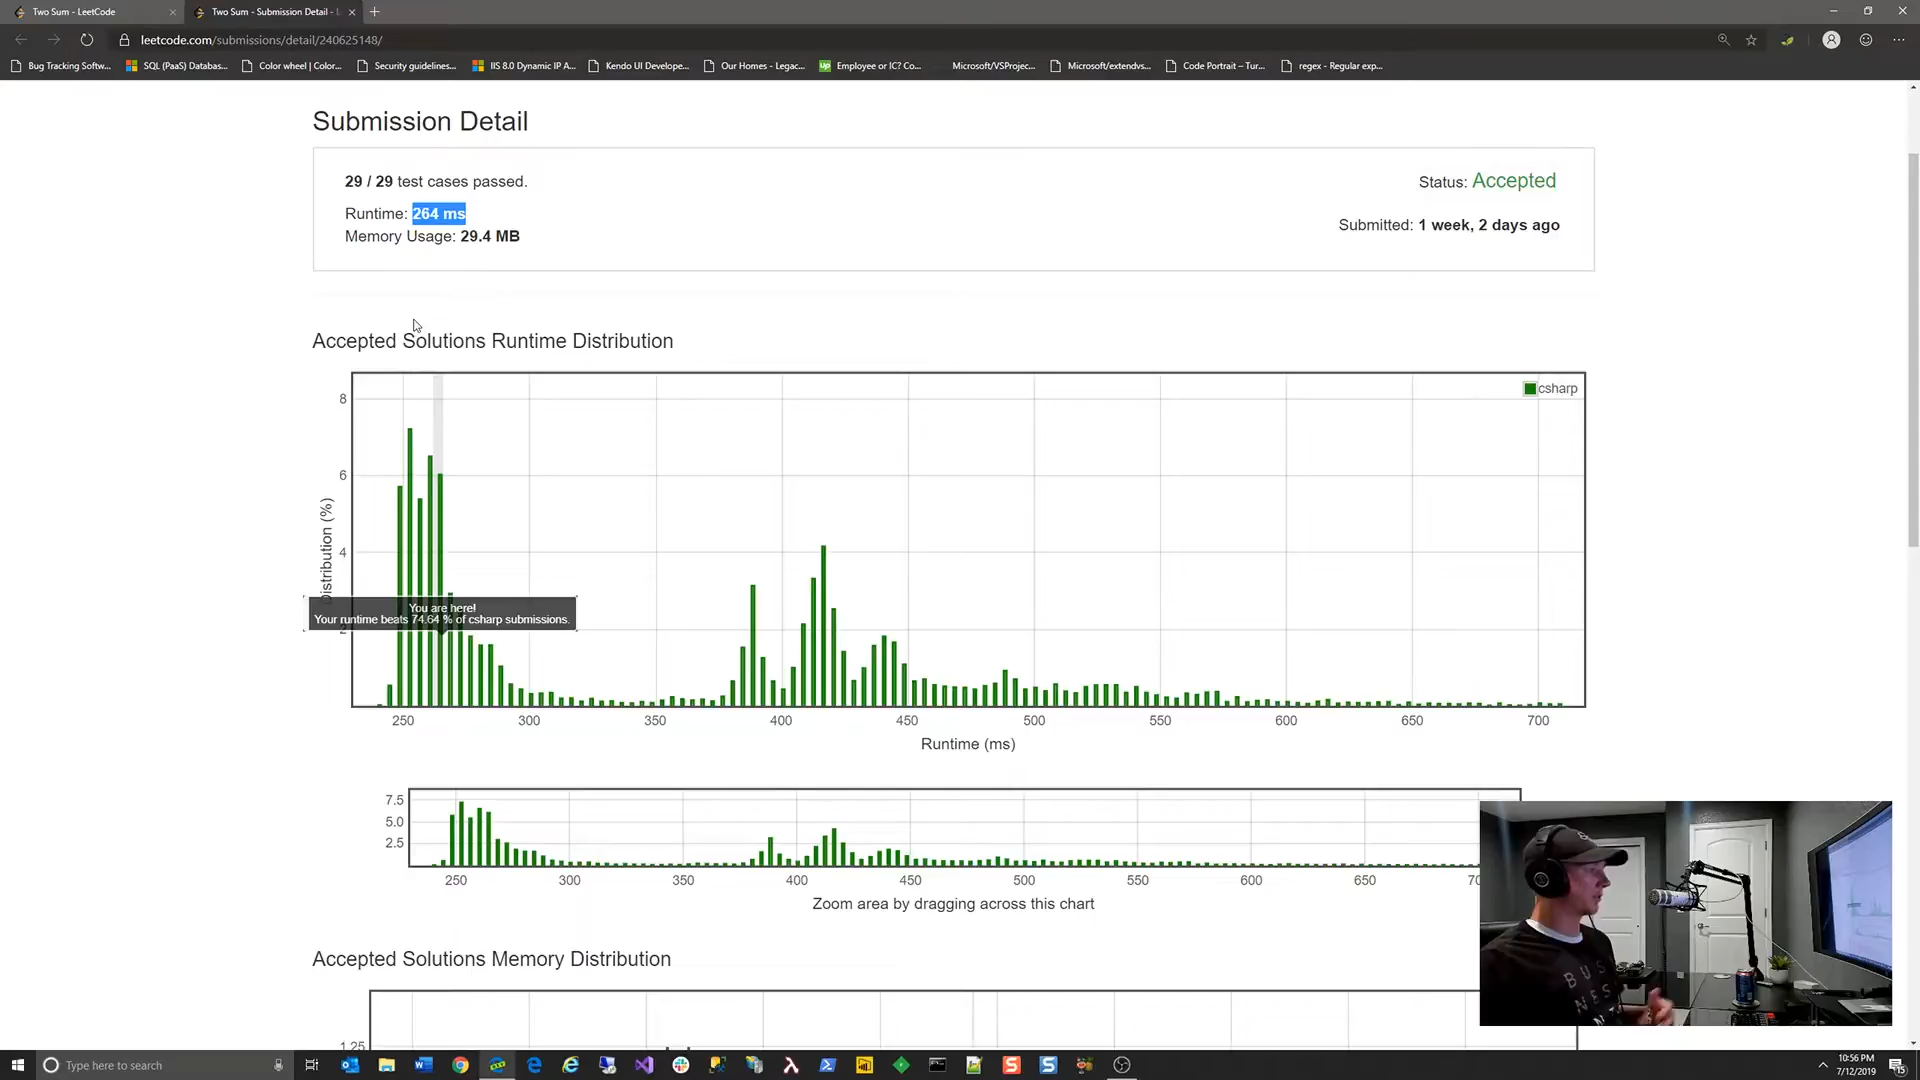 Two Sum - LeetCode
Two Sum - Submission Detail -
leetcode.com/submissions/detail/240625148/
Bug Tracking Softw...
SQL (PaaS) Databas...
Color wheel | Color...
Security guidelines...
IIS 8.0 Dynamic IP A...
Kendo UI Develope...
Our Homes - Legac...
up
Employee or IC? Co...
Microsoft/VSProjec...
Microsoft/extendvs...
Code Portrait – Tur...
regex - Regular exp...
Submission Detail
29 / 29 test cases passed.
Status: Accepted
Runtime: 264 ms
Submitted: 1 week, 2 days ago
Memory Usage: 29.4 MB
Accepted Solutions Runtime Distribution
csharp
8
6
4
2
Distribution (%)
You are here!
Your runtime beats 74.64 % of csharp submissions.
250 300 350 400 450 500 550 600 650 700
Runtime (ms)
7.5
5.0
2.5
250 300 350 400 450 500 550 600 650
Zoom area by dragging across this chart
Accepted Solutions Memory Distribution
1.25
BUS
NES
Type here to search
10:56 PM
7/12/2019
15